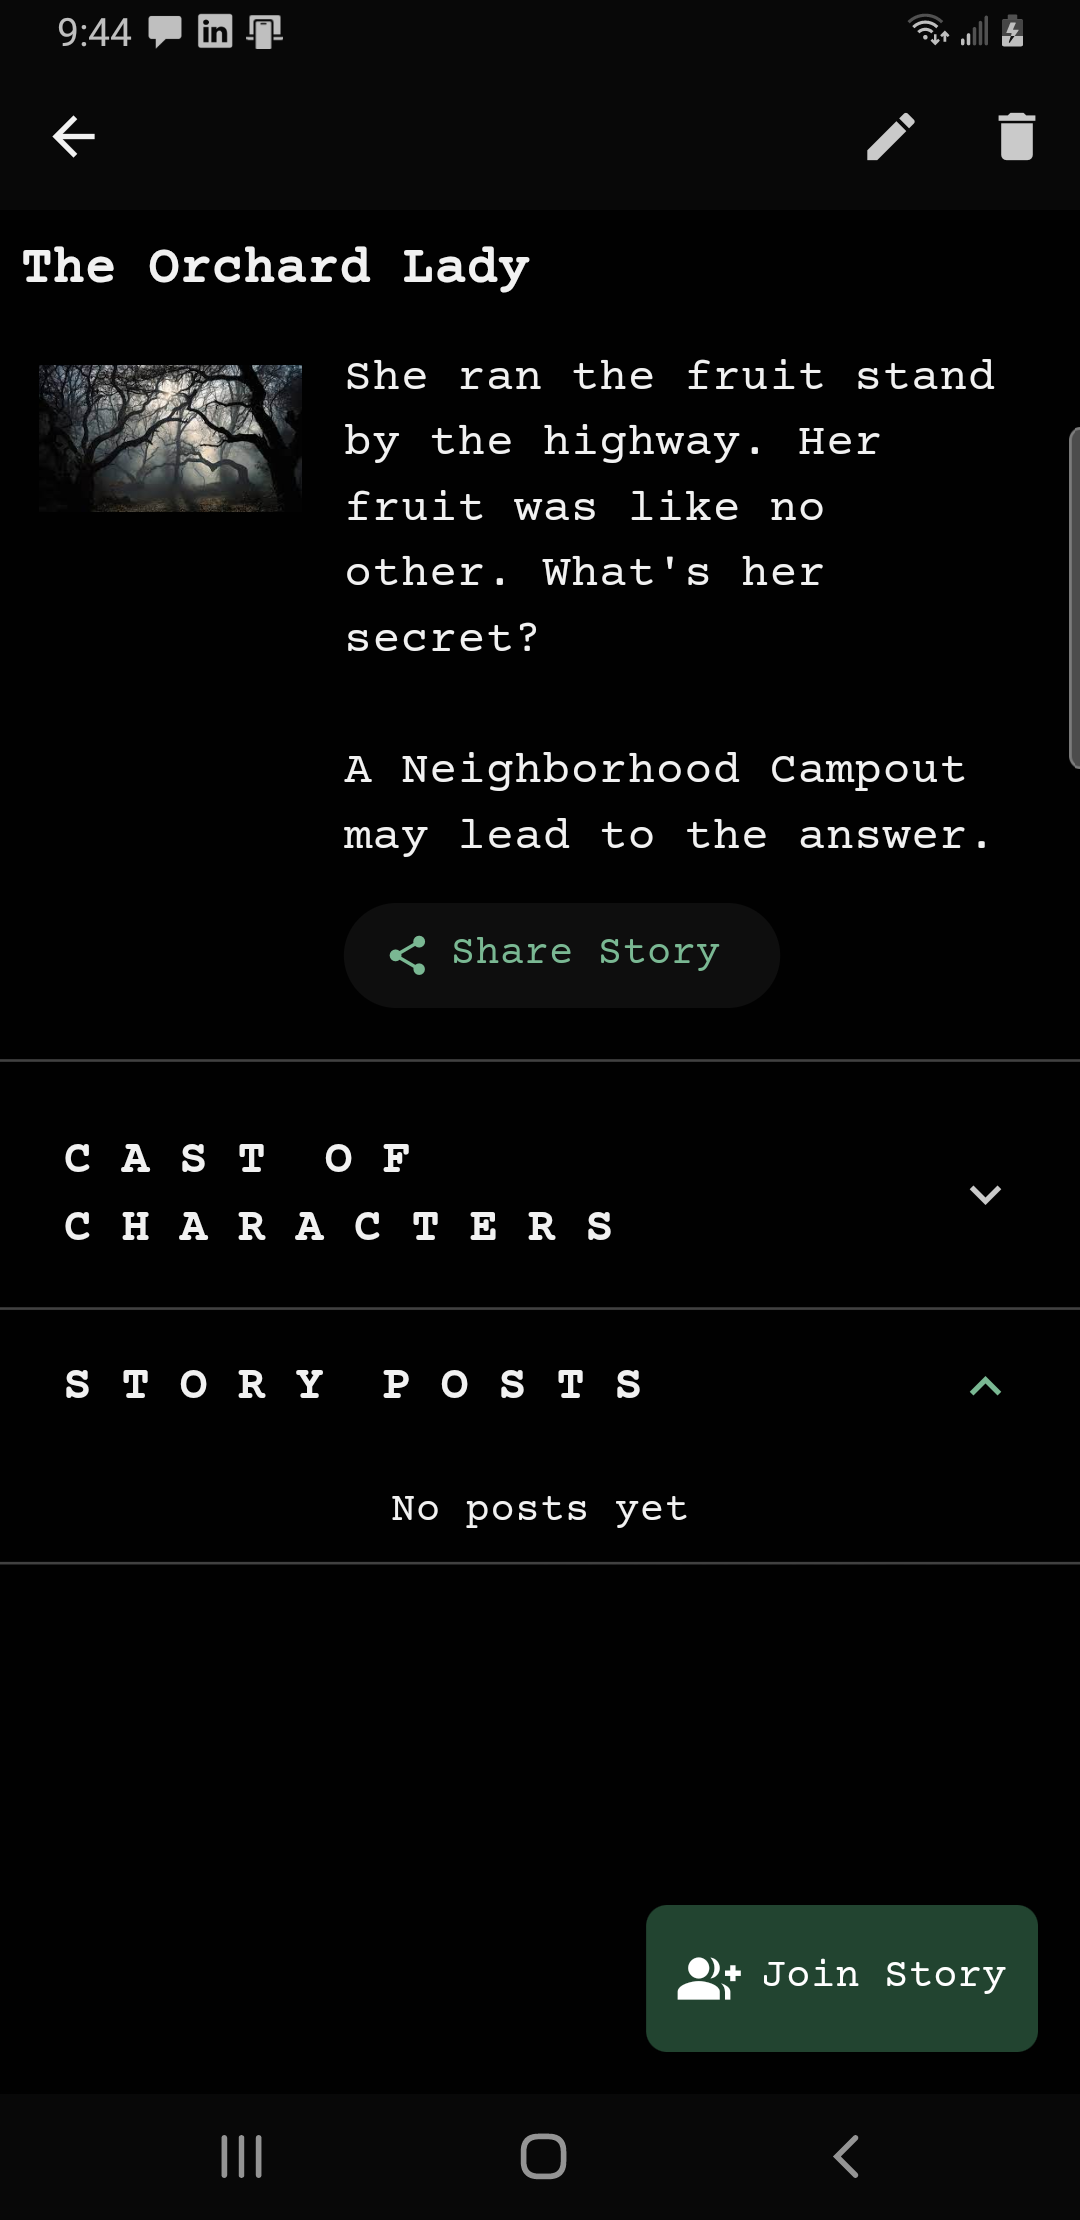 9:44
The Orchard Lady
She ran the fruit stand
by the highway. Her
fruit was like no
other. What's her
secret?
A Neighborhood Campout
may lead to the answer.
Share Story
CAST OF
CHARACTERS
STORY POSTS
No posts yet
Join Story